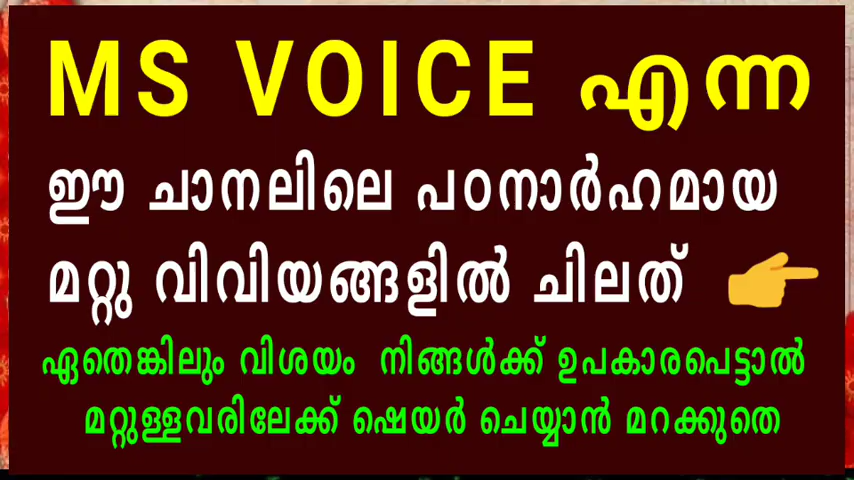 MS VOICE എന്ന
ഈ ചാനലിലെ പഠനാർഹമായ
മറ്റു വിവിയങ്ങളിൽ ചിലത്
ഏതെങ്കിലും വിശയം നിങ്ങൾക്ക് ഉപകാരപെട്ടാൽ
മറ്റുള്ളവരിലേക്ക് ഷെയർ ചെയ്യാൻ മറക്കുതെ